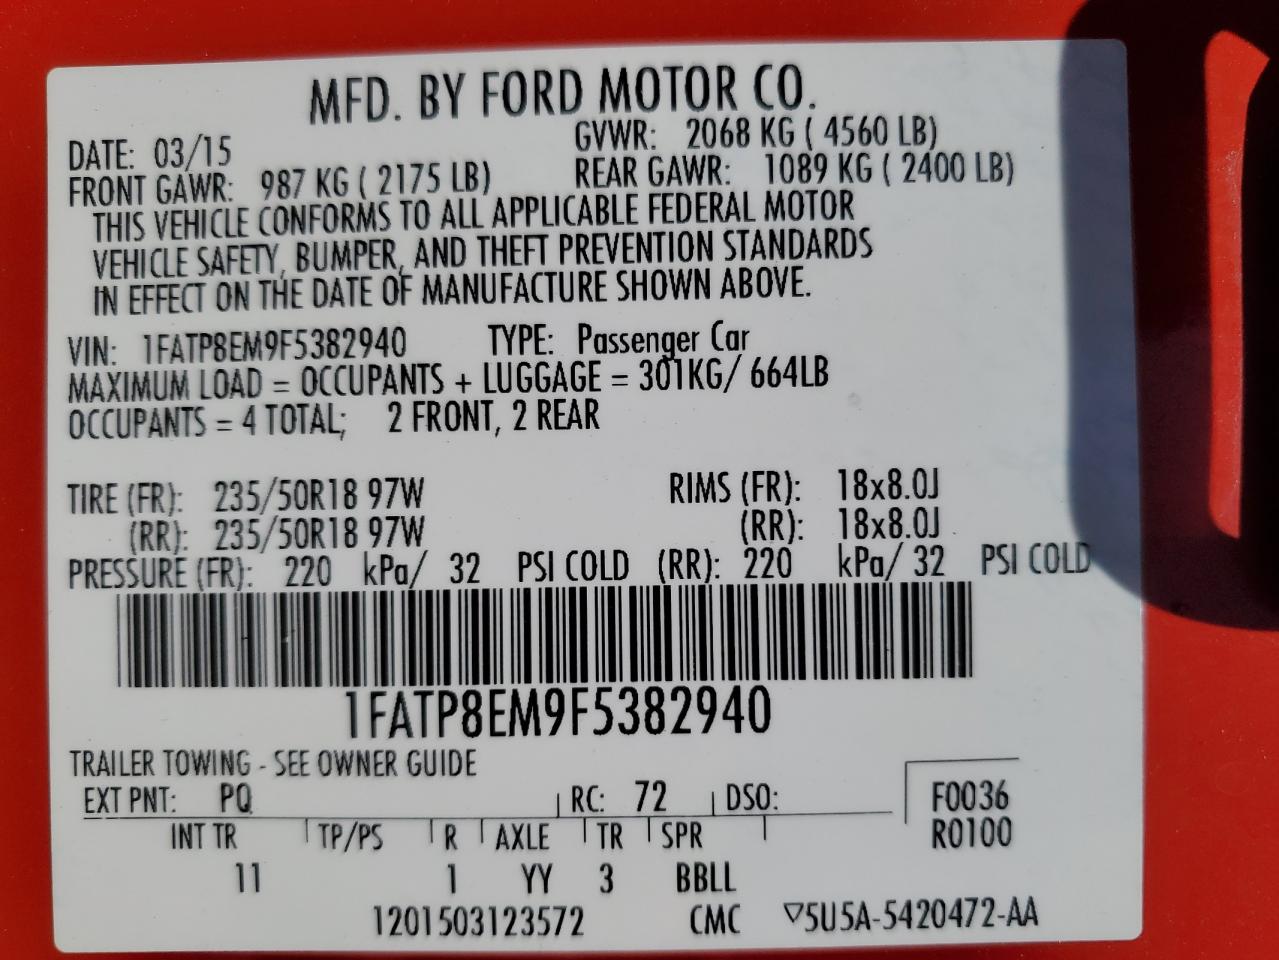 MFD. BY FORD MOTOR CO.
DATE: 03/15 GVWR: 2068 KG ( 4560 LB)
FRONT GAWR: 987 KG ( 2175 LB) REAR GAWR: 1089 KG ( 2400 LB)
THIS VEHICLE CONFORMS TO ALL APPLICABLE FEDERAL MOTOR
VEHICLE SAFETY, BUMPER, AND THEFT PREVENTION STANDARDS
IN EFFECT ON THE DATE OF MANUFACTURE SHOWN ABOVE.
VIN: 1FATP8EM9F5382940 TYPE: Passenger Car
MAXIMUM LOAD = OCCUPANTS + LUGGAGE = 301KG/ 664LB
OCCUPANTS = 4 TOTAL; 2 FRONT, 2 REAR
TIRE (FR): 235/50R18 97W RIMS (FR): 18x8.0J
(RR): 235/50R18 97W (RR): 18x8.0J
PRESSURE (FR): 220 kPa/ 32 PSI COLD (RR): 220 kPa/ 32 PSI COLD
1FATP8EM9F5382940
TRAILER TOWING - SEE OWNER GUIDE
EXT PNT: PQ RC: 72 DSO: F0036
INT TR TP/PS R AXLE TR SPR R0100
11 1 YY 3 BBLL
1201503123572 CMC ▽5U5A-5420472-AA